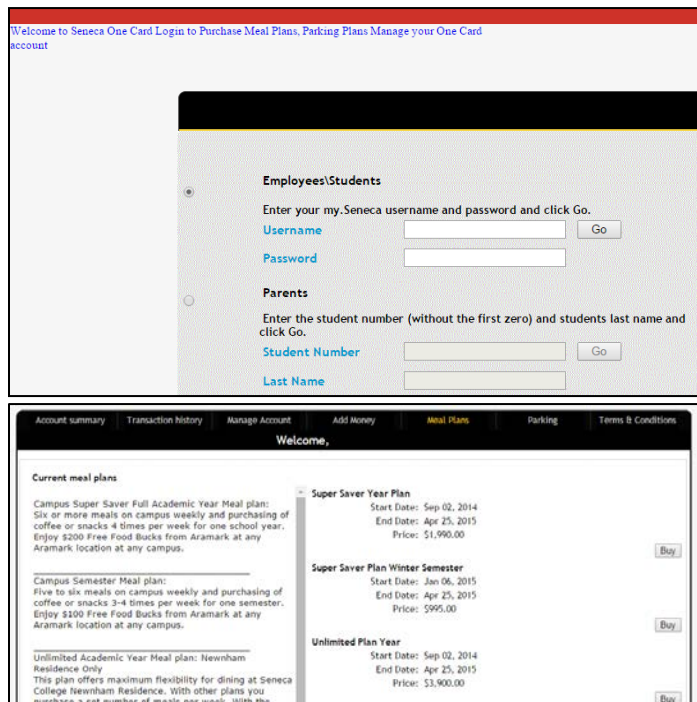 Welcome to Seneca One Card Login to Purchase Meal Plans, Parking Plans Manage your One Card
account
Employees\Students
Enter your my.Seneca username and password and click Go.
Username
Go
Password
Parents
Enter the student number (without the first zero) and students last name and
click Go.
Student Number
Go
Last Name
Account summary
Transaction history
Manage Account
Add Money
Meal Plans
Parking
Terms & Conditions
Welcome,
Current meal plans
Campus Super Saver Full Academic Year Meal plan:
Six or more meals on campus weekly and purchasing of
coffee or snacks 4 times per week for one school year.
Enjoy $200 Free Food Bucks from Aramark at any
Aramark location at any campus.
Campus Semester Meal plan:
Five to six meals on campus weekly and purchasing of
coffee or snacks 3-4 times per week for one semester.
Enjoy $100 Free Food Bucks from Aramark at any
Aramark location at any campus.
Unlimited Academic Year Meal plan: Newnham
Residence Only
This plan offers maximum flexibility for dining at Seneca
College Newnham Residence. With other plans you
purchase a set number of meals per week. With the
Super Saver Year Plan
Start Date: Sep 02, 2014
End Date: Apr 25, 2015
Price: $1,990.00
Buy
Super Saver Plan Winter Semester
Start Date: Jan 06, 2015
End Date: Apr 25, 2015
Price: $995.00
Buy
Unlimited Plan Year
Start Date: Sep 02, 2014
End Date: Apr 25, 2015
Price: $3,900.00
Buy